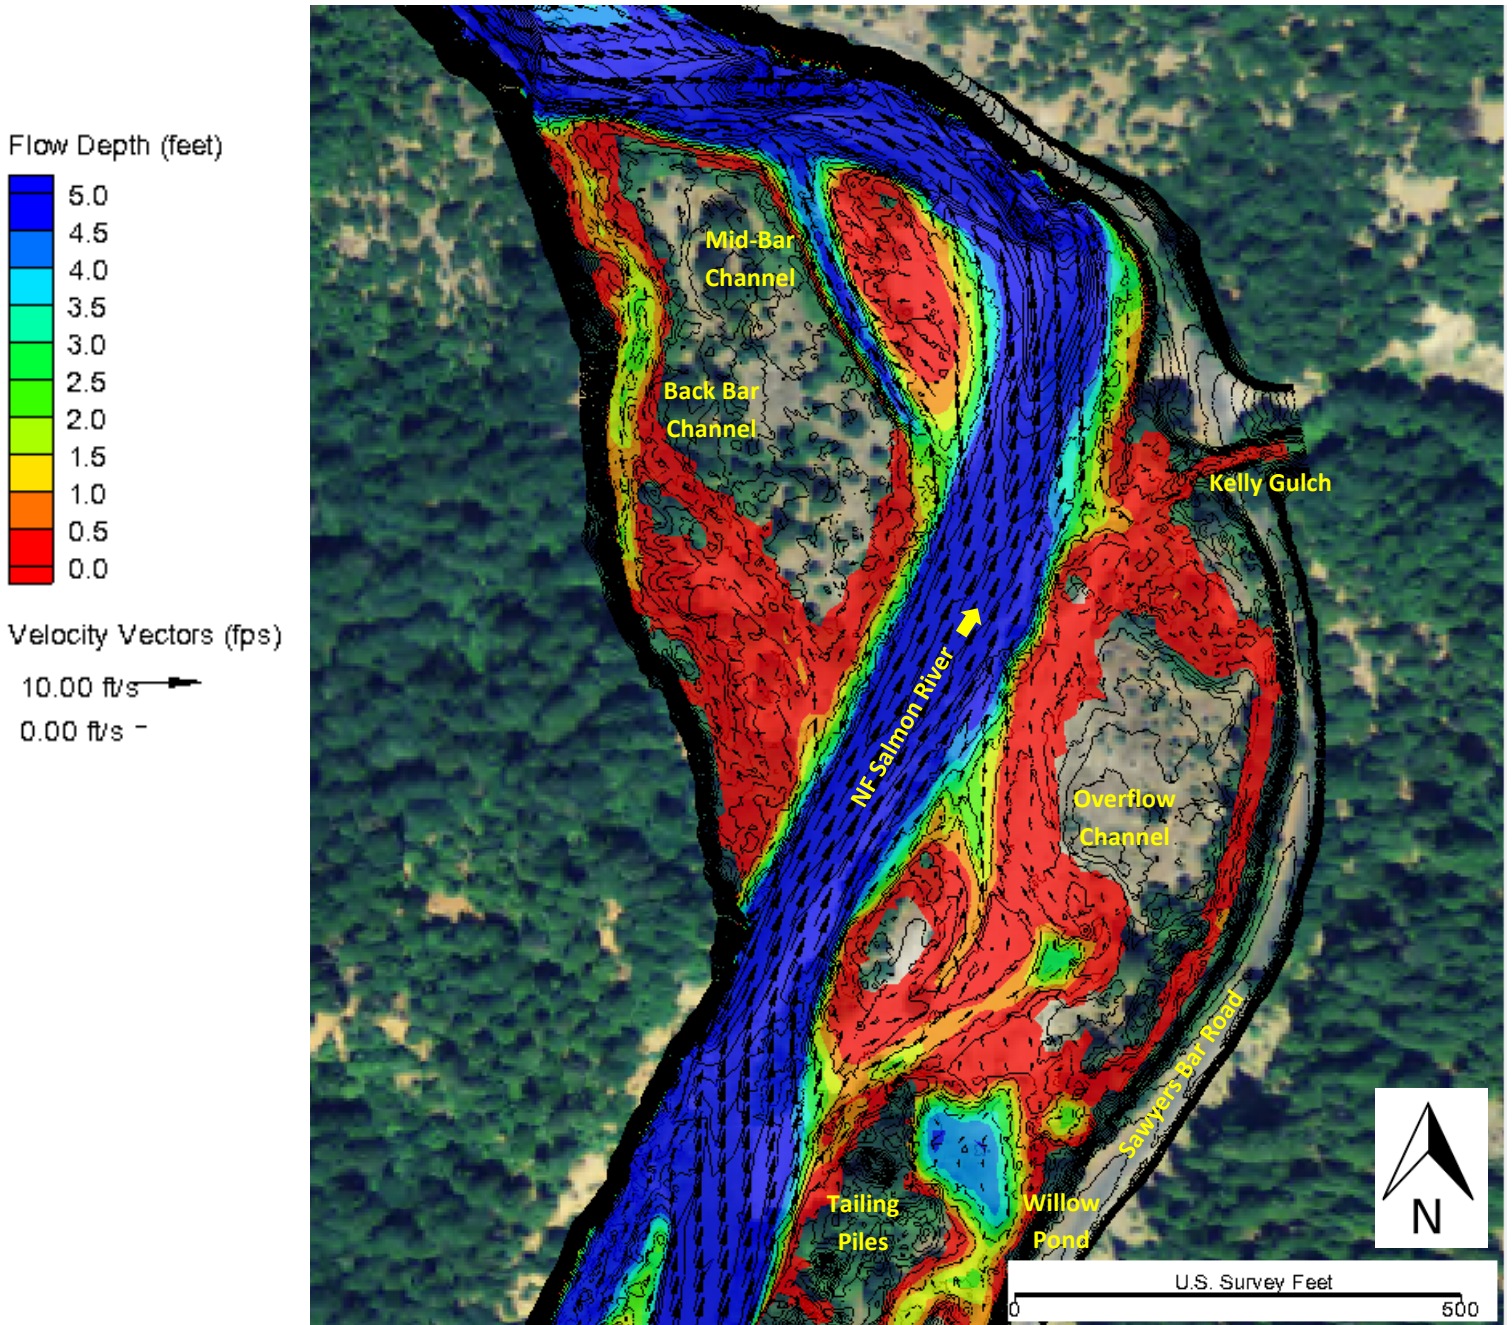 Flow Depth (feet)
5.0
4.5
4.0
3.5
3.0
2.5
2.0
1.5
1.0
0.5
0.0
Velocity Vectors (fps)
10.00 ft/s
0.00 ft/s
Mid-Bar
Channel
Back Bar
Channel
Kelly Gulch
NF Salmon River
Overflow
Channel
Sawyers Bar Road
Tailing
Piles
Willow
Pond
N
U.S. Survey Feet
0
500